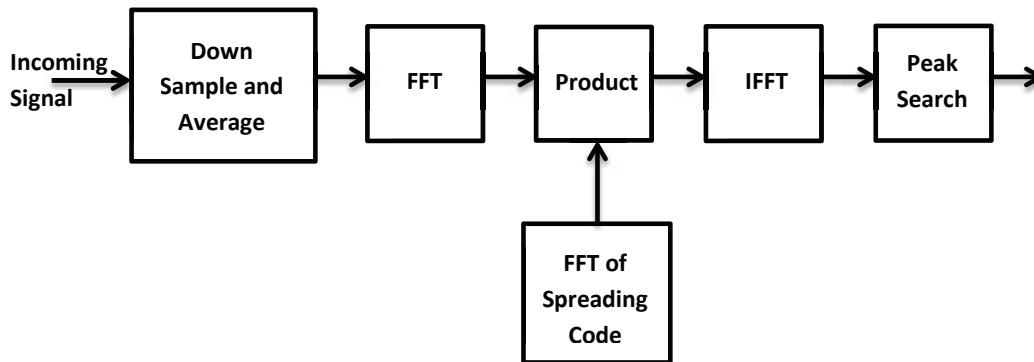 Incoming
Signal
Down
Sample and
Average
FFT
Product
IFFT
Peak
Search
FFT of
Spreading
Code